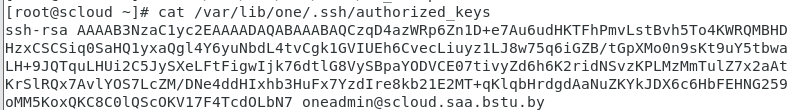 [root@scloud ~]# cat /var/lib/one/.ssh/authorized_keys
ssh-rsa AAAAB3NzaC1yc2EAAAADAQABAAABAQCzqD4azWRp6Zn1D+e7Au6udHKTFhPmvLstBvh5To4KWRQMBHD
HzxCSCSiq0SaHQ1yxaQgl4Y6yuNbdL4tvCgk1GVIUEh6CvecLiuyz1LJ8w75q6iGZB/tGpXMo0n9sKt9uY5tbwa
LH+9JQTquLHUi2C5JySXeLFtFigwIjk76dtlG8VySBpaYODVCE07tivyZd6h6K2ridNSvzKPLMzMmTulZ7x2aAt
KrSlRQx7AvlYOS7LcZM/DNe4ddHIxhb3HuFx7YzdIre8kb21E2MT+qKlqbHrdgdAaNuZKYkJDX6c6HbFEHNG259
oMM5KoxQKC8C0lQScOKV17F4TcdOLbN7 oneadmin@scloud.saa.bstu.by